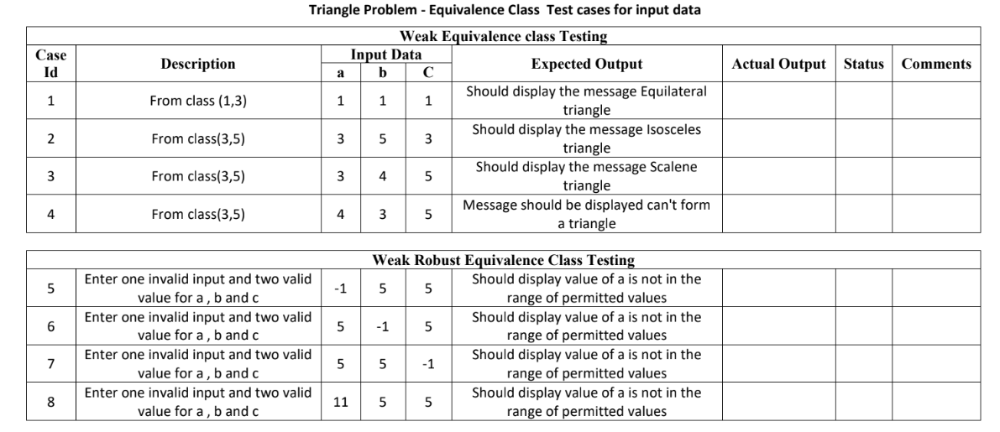 Triangle Problem - Equivalence Class Test cases for input data
Weak Equivalence class Testing
Case Id Description Input Data Expected Output Actual Output Status Comments
a b C
1 From class (1,3) 1 1 1 Should display the message Equilateral
triangle
2 From class(3,5) 3 5 3 Should display the message Isosceles
triangle
3 From class(3,5) 3 4 5 Should display the message Scalene
triangle
4 From class(3,5) 4 3 5 Message should be displayed can't form
a triangle
Weak Robust Equivalence Class Testing
5 Enter one invalid input and two valid
value for a , b and c -1 5 5 Should display value of a is not in the
range of permitted values
6 Enter one invalid input and two valid
value for a , b and c 5 -1 5 Should display value of a is not in the
range of permitted values
7 Enter one invalid input and two valid
value for a , b and c 5 5 -1 Should display value of a is not in the
range of permitted values
8 Enter one invalid input and two valid
value for a , b and c 11 5 5 Should display value of a is not in the
range of permitted values